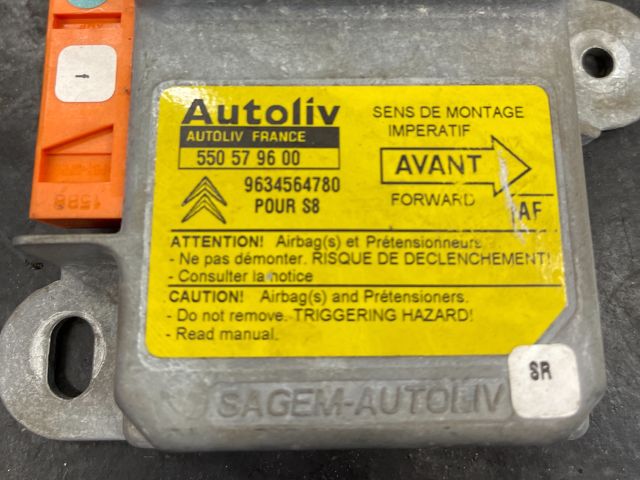 Autoliv
AUTOLIV FRANCE
550 57 96 00
9634564780
POUR S8
SENS DE MONTAGE
IMPERATIF
AVANT
FORWARD
AF
ATTENTION! Airbag(s) et Prétensionneurs.
- Ne pas démonter. RISQUE DE DECLENCHEMENT!
- Consulter la notice
CAUTION! Airbag(s) and Pretensioners.
- Do not remove. TRIGGERING HAZARD!
- Read manual.
SR
SAGEM-AUTOLIV
1588